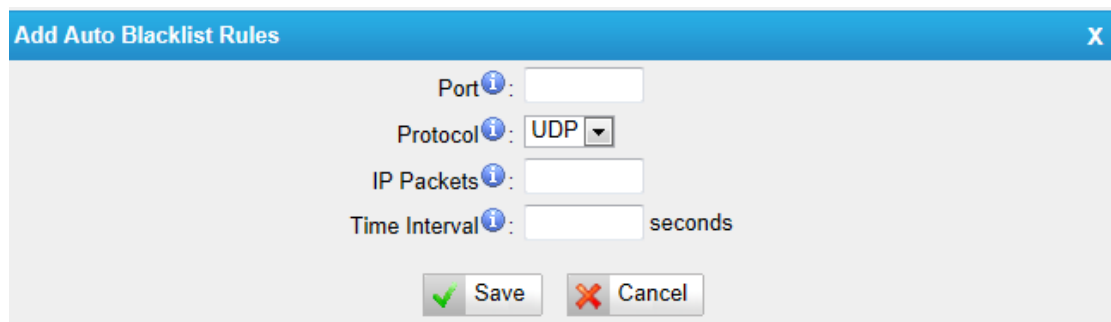 Add Auto Blacklist Rules X
Port i :
Protocol i : UDP
IP Packets i :
Time Interval i : seconds
Save Cancel